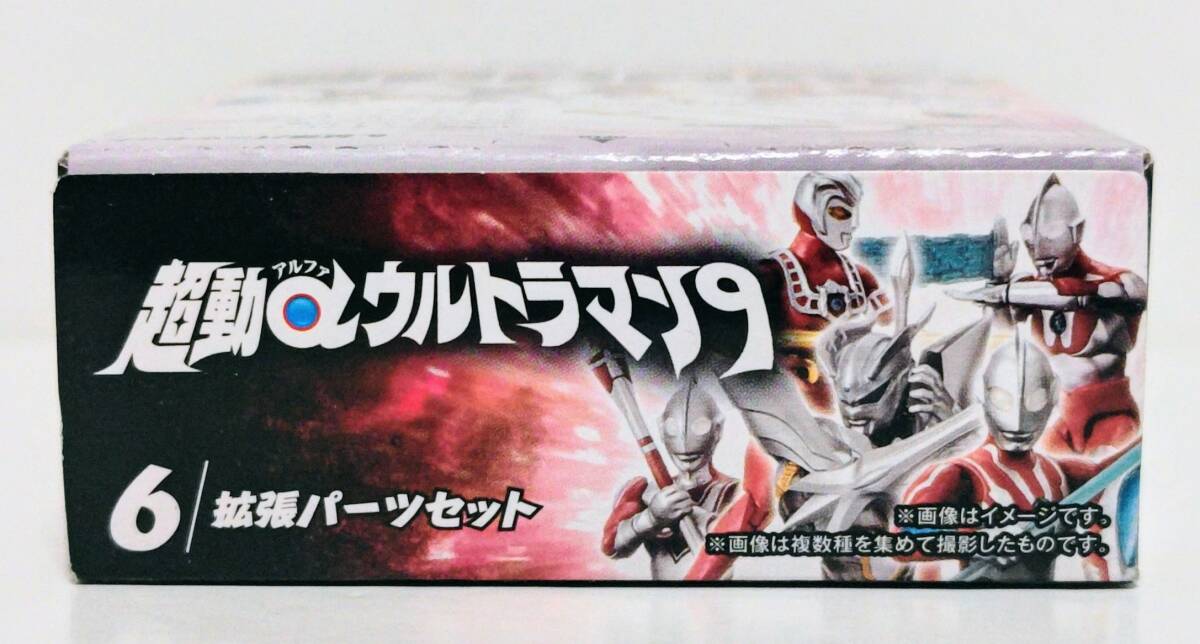 アルファ
超動αウルトラマン9
6/拡張パーツセット
※画像はイメージです。
※画像は複数種を集めて撮影したものです。